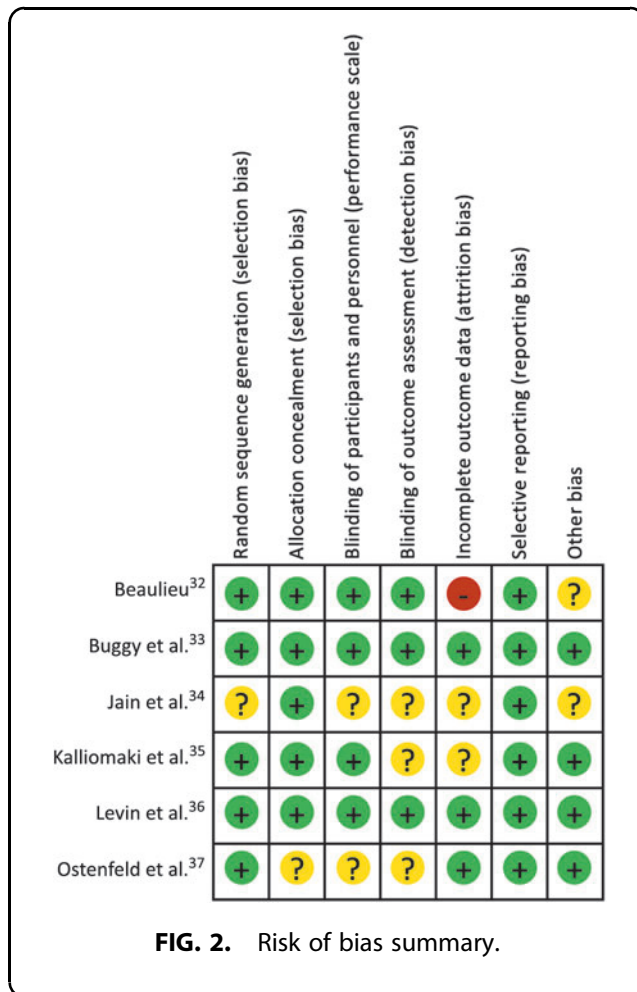 Random sequence generation (selection bias)
Allocation concealment (selection bias)
Blinding of participants and personnel (performance scale)
Blinding of outcome assessment (detection bias)
Incomplete outcome data (attrition bias)
Selective reporting (reporting bias)
Other bias
Beaulieu³² + + + + - + ?
Buggy et al.³³ + + + + + + +
Jain et al.³⁴ ? + ? ? ? + ?
Kalliomaki et al.³⁵ + + + ? ? + +
Levin et al.³⁶ + + + + + + +
Ostenfeld et al.³⁷ + ? ? ? + + +
FIG. 2. Risk of bias summary.